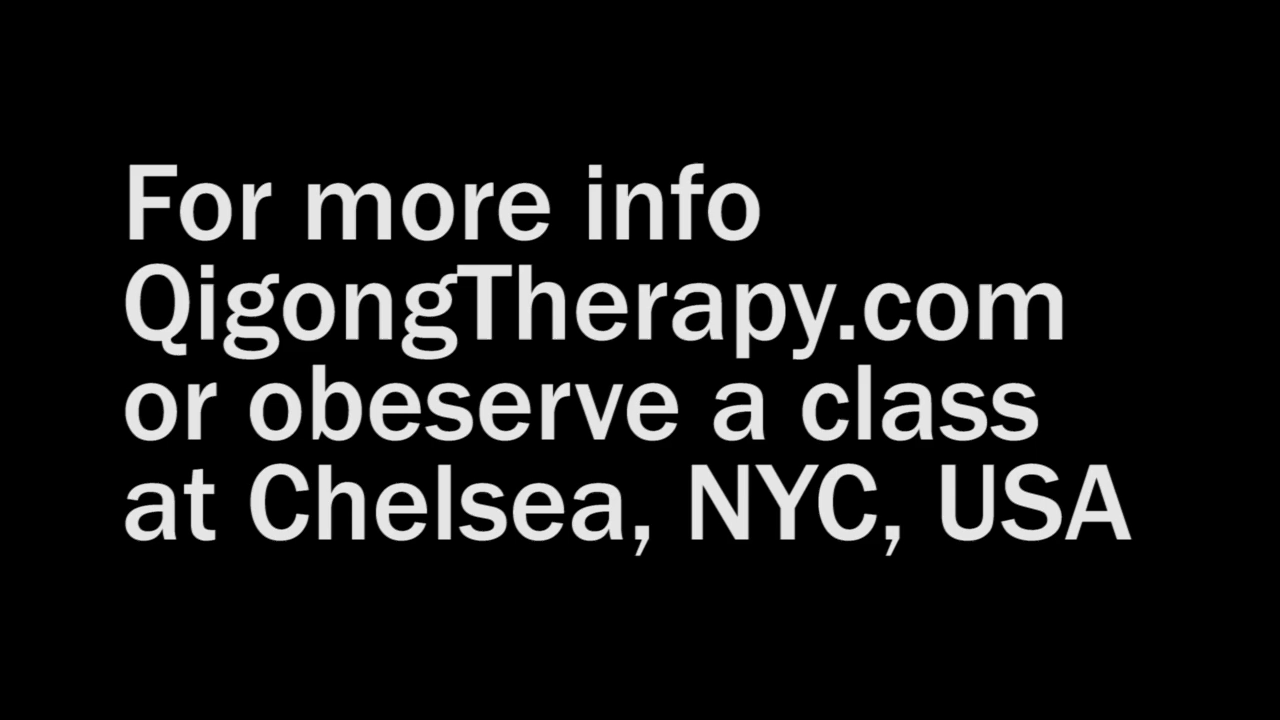 For more info
QigongTherapy.com
or obeserve a class
at Chelsea, NYC, USA